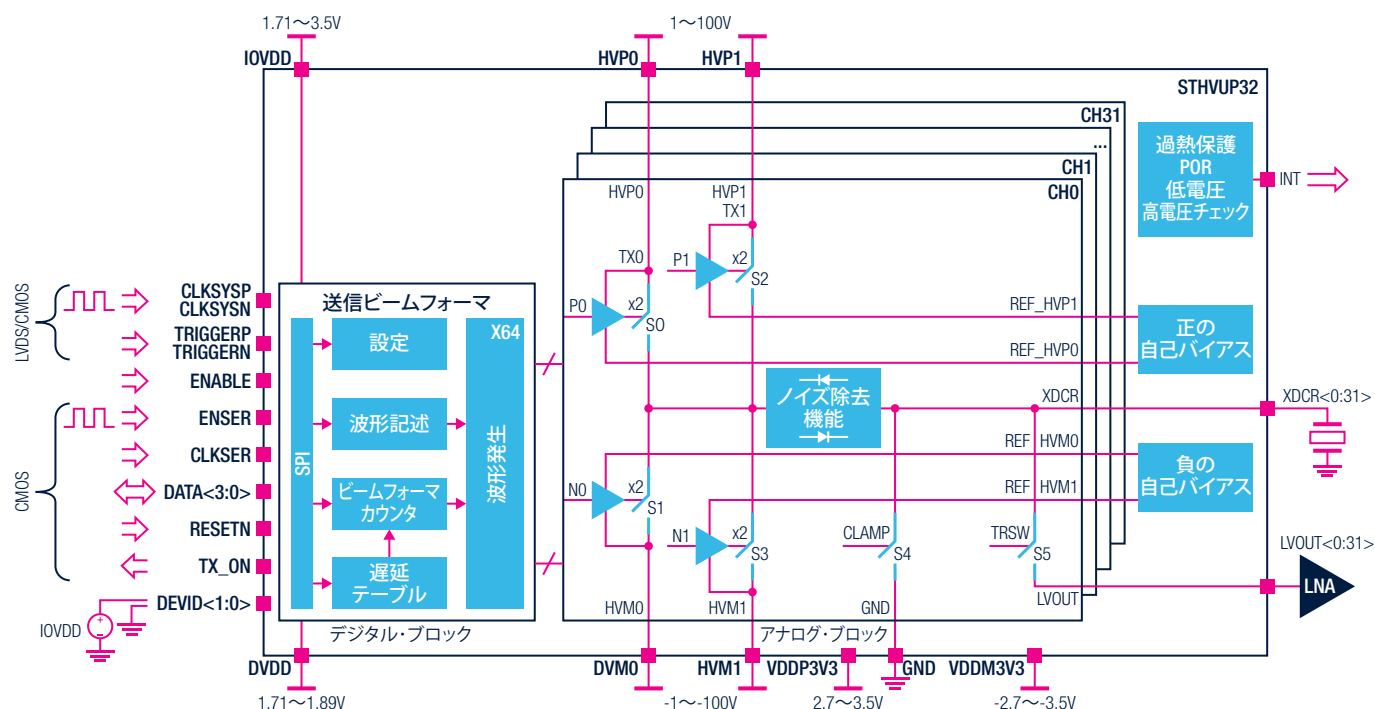 1.71～3.5V
1～100V
IOVDD
HVP0
HVP1
STHVUP32
CH31
...
CH1
CH0
過熱保護
POR
低電圧
高電圧チェック
INT
HVP0
HVP1
TX1
TX0
P1
x2
S2
P0
x2
S0
REF_HVP1
REF_HVP0
正の
自己バイアス
LVDS/CMOS
CLKSYSP
CLKSYSN
TRIGGERP
TRIGGERN
ENABLE
CMOS
ENSER
CLKSER
DATA<3:0>
RESETN
TX_ON
DEVID<1:0>
IOVDD
送信ビームフォーマ
SPI
設定
X64
波形記述
ビームフォーマ
カウンタ
遅延
テーブル
波形発生
デジタル・ブロック
ノイズ除去
機能
XDCR
XDCR<0:31>
REF_HVM0
REF_HVM1
負の
自己バイアス
N0
x2
S1
N1
x2
S3
CLAMP
S4
TRSW
S5
LVOUT<0:31>
LNA
LVOUT
HVM0
HVM1
GND
アナログ・ブロック
DVDD
DVM0
HVM1
VDDP3V3
GND
VDDM3V3
1.71～1.89V
-1～-100V
2.7～3.5V
-2.7～-3.5V